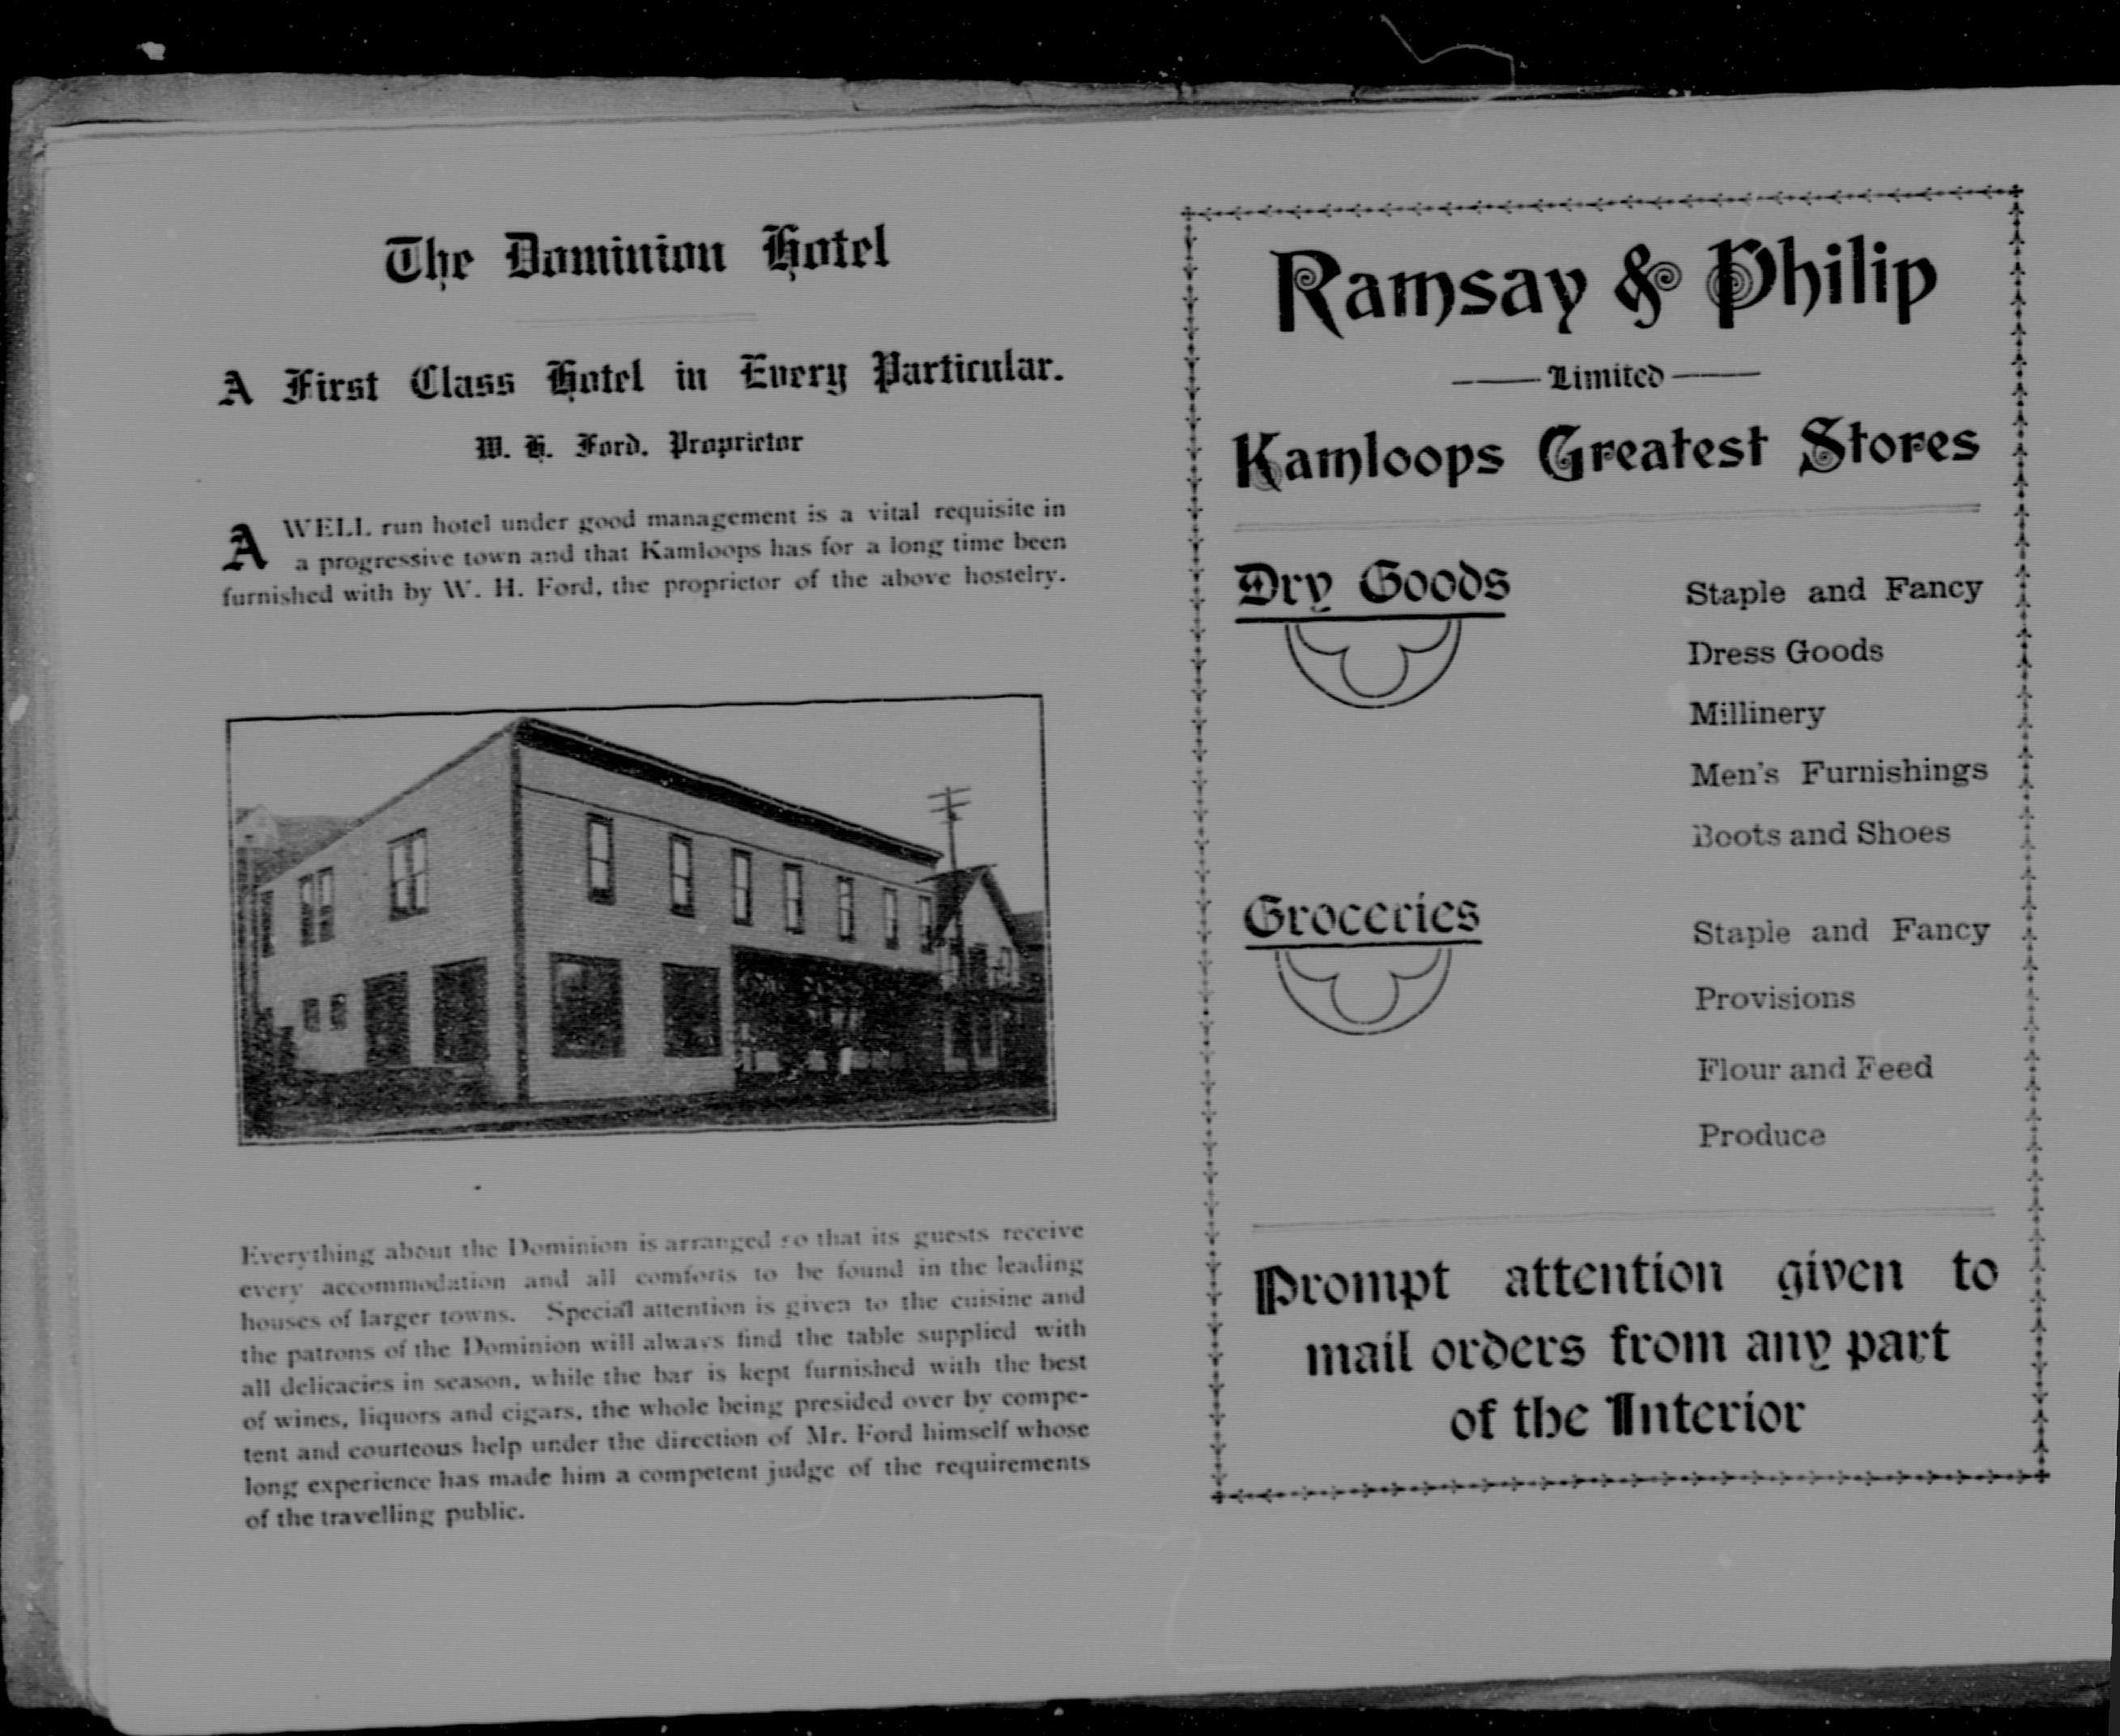 The Dominion Hotel
A First Class Hotel in Every Particular.
W. H. Ford, Proprietor
A WELL run hotel under good management is a vital requisite in
a progressive town and that Kamloops has for a long time been
furnished with by W. H. Ford, the proprietor of the above hostelry.
Everything about the Dominion is arranged so that its guests receive
every accommodation and all comforts to be found in the leading
houses of larger towns. Special attention is given to the cuisine and
the patrons of the Dominion will always find the table supplied with
all delicacies in season, while the bar is kept furnished with the best
of wines, liquors and cigars, the whole being presided over by compe-
tent and courteous help under the direction of Mr. Ford himself whose
long experience has made him a competent judge of the requirements
of the travelling public.
Ramsay & Philip
Limited
Kamloops Greatest Stores
Dry Goods
Staple and Fancy
Dress Goods
Millinery
Men's Furnishings
Boots and Shoes
Groceries
Staple and Fancy
Provisions
Flour and Feed
Produce
Prompt attention given to
mail orders from any part
of the Interior